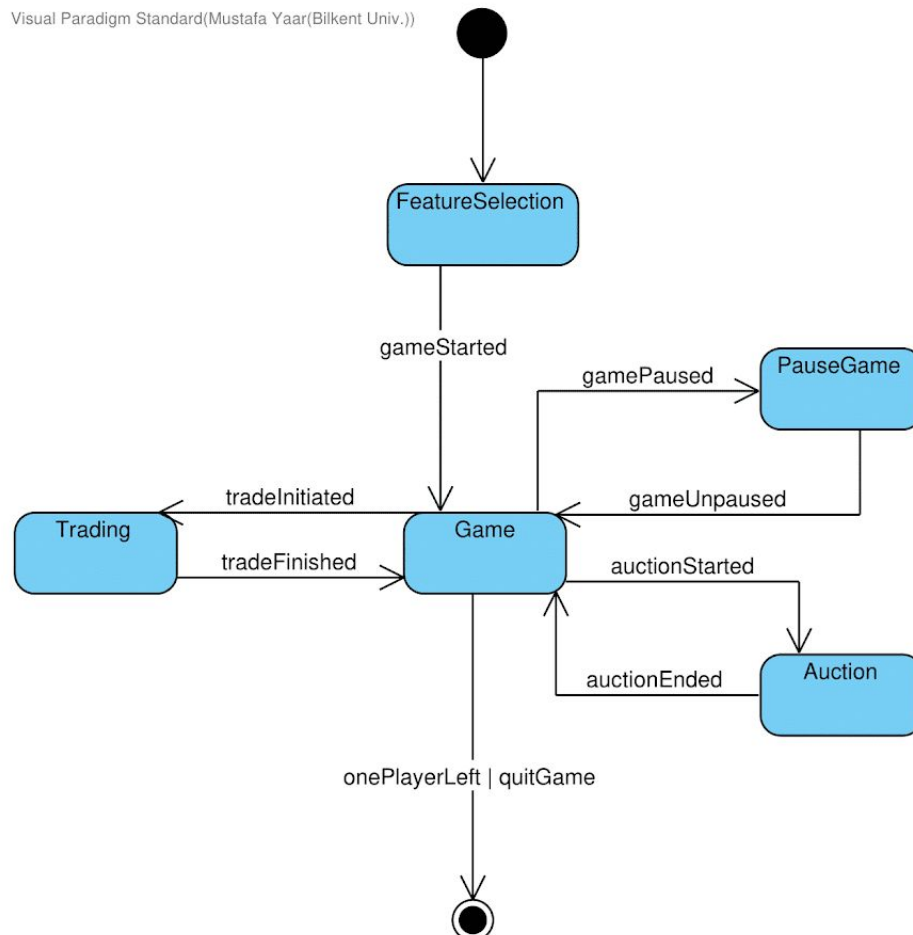 Visual Paradigm Standard(Mustafa Yaar(Bilkent Univ.))
FeatureSelection
gameStarted
PauseGame
gamePaused
gameUnpaused
tradeInitiated
Trading
Game
tradeFinished
auctionStarted
Auction
auctionEnded
onePlayerLeft | quitGame